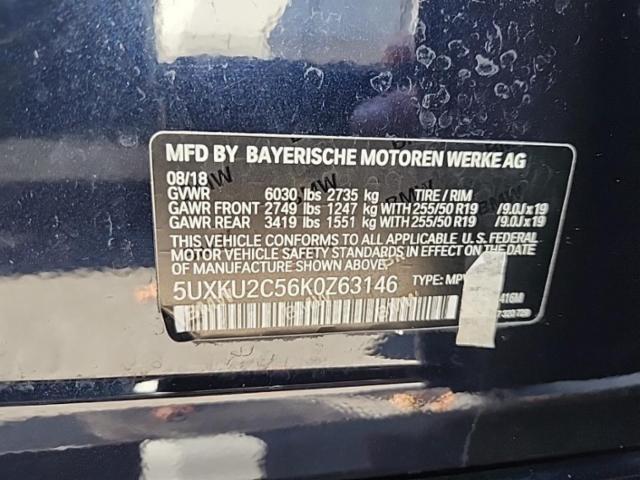 MFD BY BAYERISCHE MOTOREN WERKE AG
08/18
GVWR 6030 lbs 2735 kg TIRE / RIM
GAWR FRONT 2749 lbs 1247 kg WITH 255/50 R19 /9.0J x 19
GAWR REAR 3419 lbs 1551 kg WITH 255/50 R19 /9.0J x 19
THIS VEHICLE CONFORMS TO ALL APPLICABLE U.S. FEDERAL
MOTOR VEHICLE SAFETY STANDARDS IN EFFECT ON THE DATE
OF MANUFACTURE SHOWN ABOVE.
5UXKU2C56K0Z63146 TYPE: MPV
416M